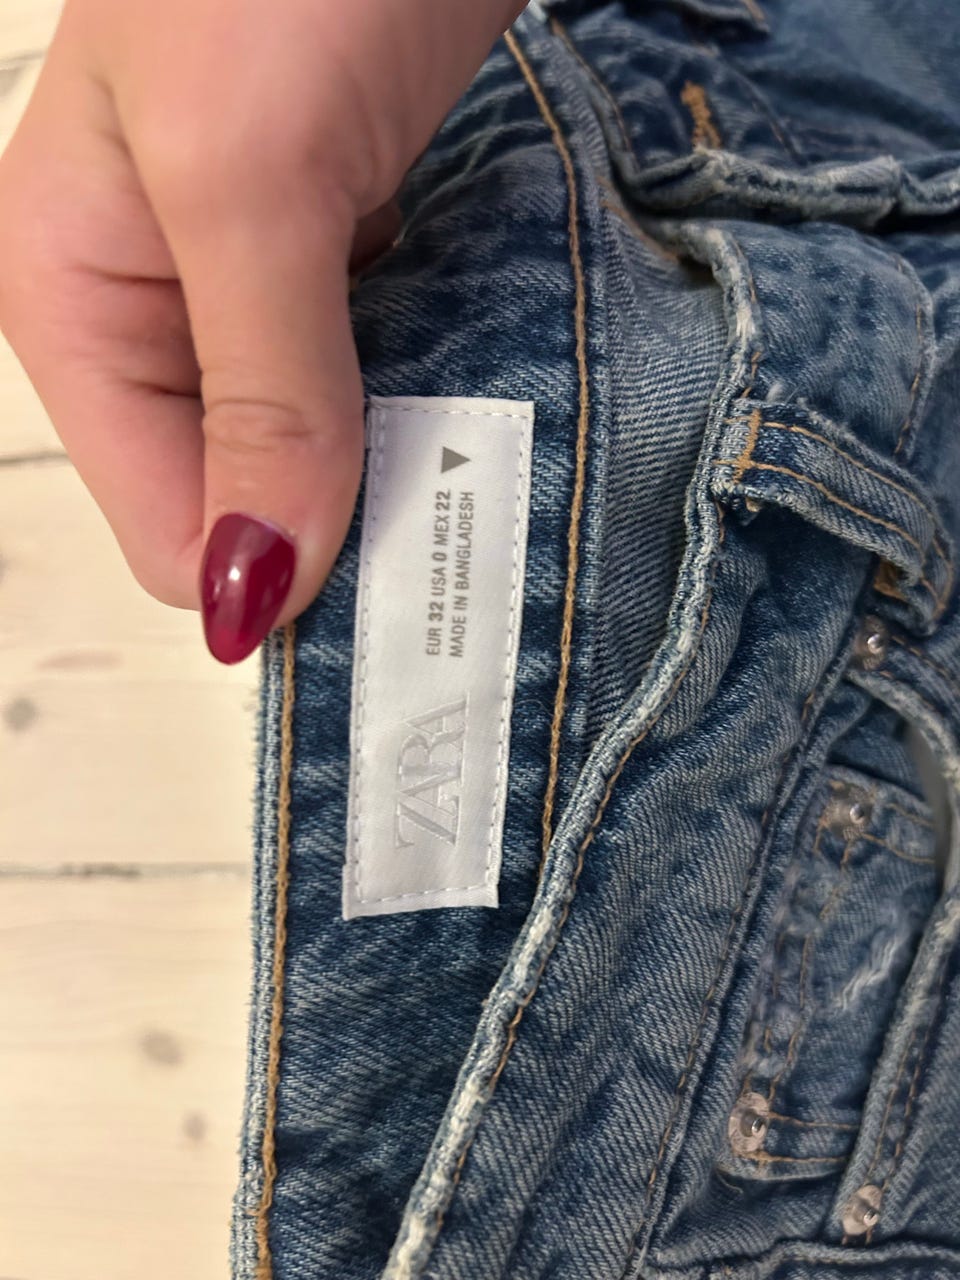 ZARA
EUR 32 USA 0 MEX 22
MADE IN BANGLADESH